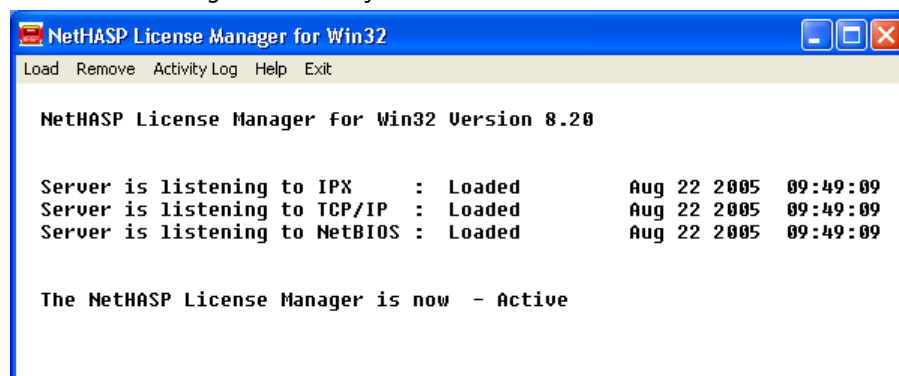 NetHASP License Manager for Win32
Load Remove Activity Log Help Exit
NetHASP License Manager for Win32 Version 8.20
Server is listening to IPX : Loaded Aug 22 2005 09:49:09
Server is listening to TCP/IP : Loaded Aug 22 2005 09:49:09
Server is listening to NetBIOS : Loaded Aug 22 2005 09:49:09
The NetHASP License Manager is now - Active